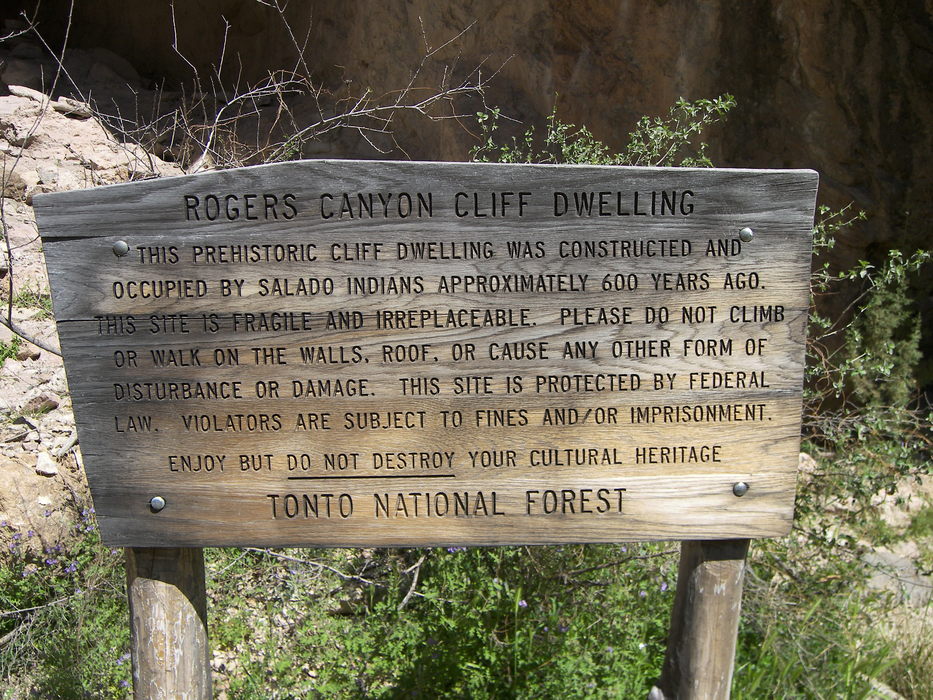 ROGERS CANYON CLIFF DWELLING
THIS PREHISTORIC CLIFF DWELLING WAS CONSTRUCTED AND
OCCUPIED BY SALADO INDIANS APPROXIMATELY 600 YEARS AGO.
THIS SITE IS FRAGILE AND IRREPLACEABLE. PLEASE DO NOT CLIMB
OR WALK ON THE WALLS, ROOF, OR CAUSE ANY OTHER FORM OF
DISTURBANCE OR DAMAGE. THIS SITE IS PROTECTED BY FEDERAL
LAW. VIOLATORS ARE SUBJECT TO FINES AND/OR IMPRISONMENT.
ENJOY BUT DO NOT DESTROY YOUR CULTURAL HERITAGE
TONTO NATIONAL FOREST